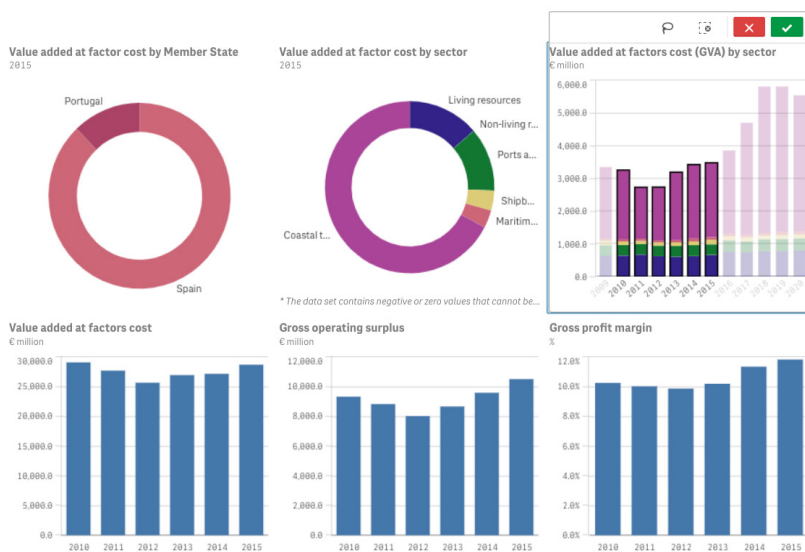 Value added at factor cost by Member State
2015
Portugal
Spain
Value added at factor cost by sector
2015
Living resources
Non-living r...
Ports a...
Shipb...
Maritim...
Coastal t...
* The data set contains negative or zero values that cannot be...
Value added at factors cost (GVA) by sector
€ million
6,000.0
5,000.0
4,000.0
3,000.0
2,000.0
1,000.0
0.0
2009 2010 2011 2012 2013 2014 2015 2016 2017 2018 2019 2020
Value added at factors cost
€ million
30,000.0
25,000.0
20,000.0
15,000.0
10,000.0
5,000.0
0.0
2010 2011 2012 2013 2014 2015
Gross operating surplus
€ million
12,000.0
10,000.0
8,000.0
6,000.0
4,000.0
2,000.0
0.0
2010 2011 2012 2013 2014 2015
Gross profit margin
%
12.0%
10.0%
8.0%
6.0%
4.0%
2.0%
0.0%
2010 2011 2012 2013 2014 2015